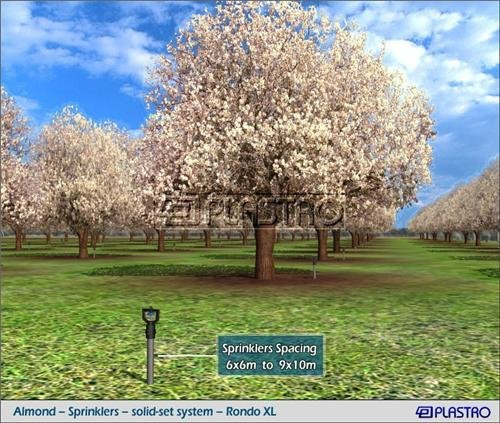 PLASTRO
Sprinklers Spacing
6x6m to 9x10m
Almond – Sprinklers – solid-set system – Rondo XL
PLASTRO